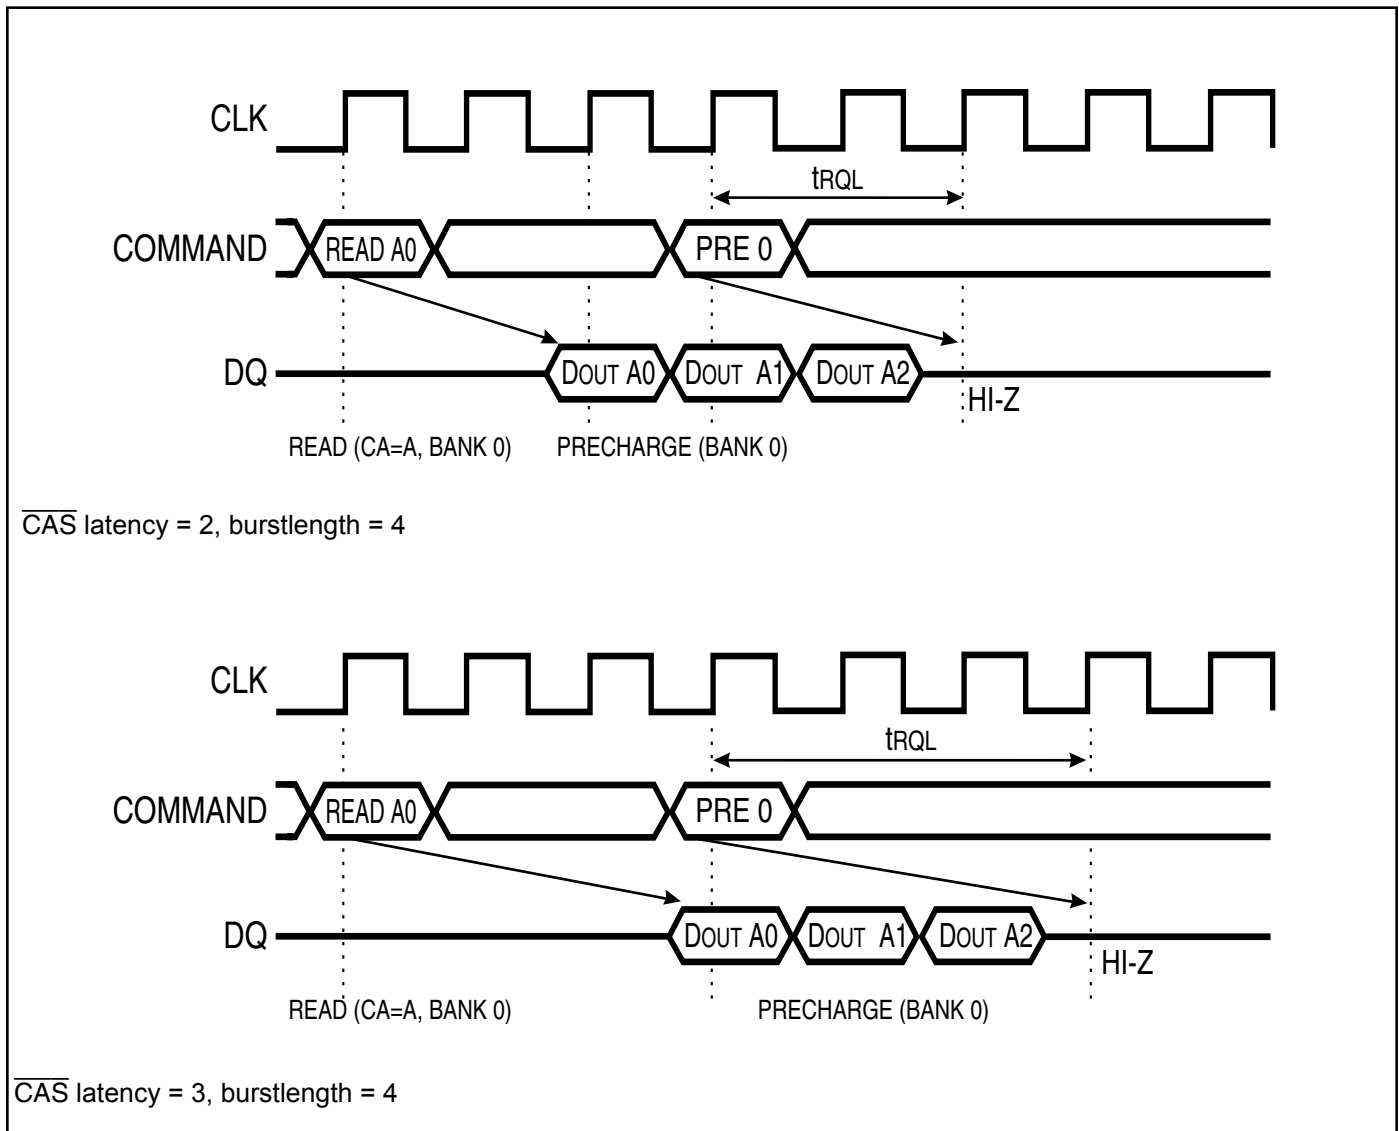 CLK
tRQL
COMMAND READ A0 PRE 0
DQ DOUT A0 DOUT A1 DOUT A2
HI-Z
READ (CA=A, BANK 0) PRECHARGE (BANK 0)
CAS latency = 2, burstlength = 4
CLK
tRQL
COMMAND READ A0 PRE 0
DQ DOUT A0 DOUT A1 DOUT A2
HI-Z
READ (CA=A, BANK 0) PRECHARGE (BANK 0)
CAS latency = 3, burstlength = 4